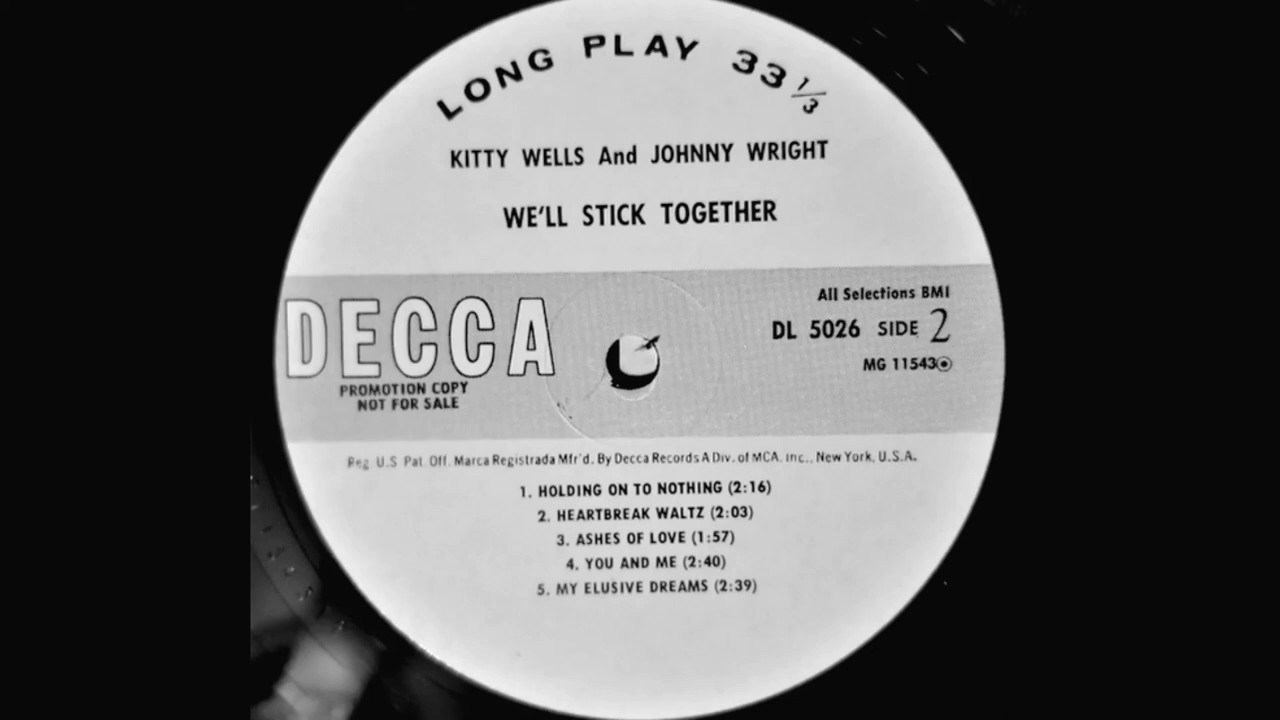 LONG PLAY 33 1/3
KITTY WELLS And JOHNNY WRIGHT
WE'LL STICK TOGETHER
All Selections BMI
DECCA
DL 5026 SIDE 2
MG 11543
PROMOTION COPY
NOT FOR SALE
Reg. U.S. Pat. Off. Marca Registrada Mfr'd. By Decca Records A Div. of MCA. Inc., New York, U.S.A.
1. HOLDING ON TO NOTHING (2:16)
2. HEARTBREAK WALTZ (2:03)
3. ASHES OF LOVE (1:57)
4. YOU AND ME (2:40)
5. MY ELUSIVE DREAMS (2:39)